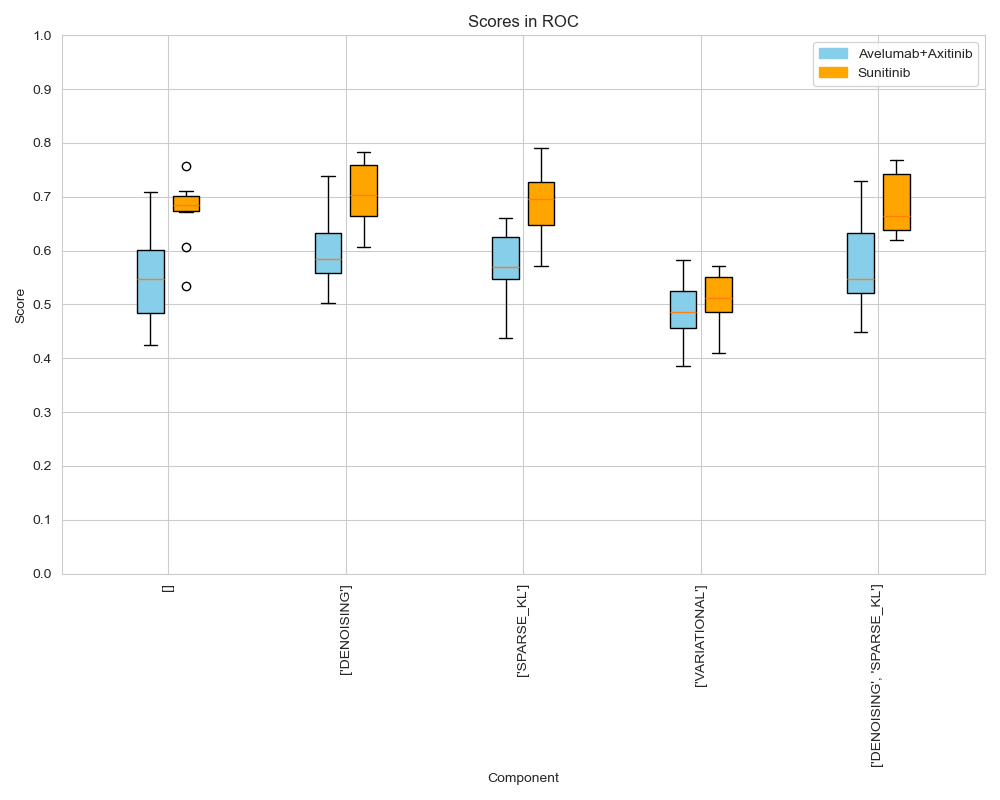 Scores in ROC
Avelumab+Axitinib
Sunitinib
Score
1.0
0.9
0.8
0.7
0.6
0.5
0.4
0.3
0.2
0.1
0.0
[]
['DENOISING']
['SPARSE_KL']
['VARIATIONAL']
['DENOISING', 'SPARSE_KL']
Component